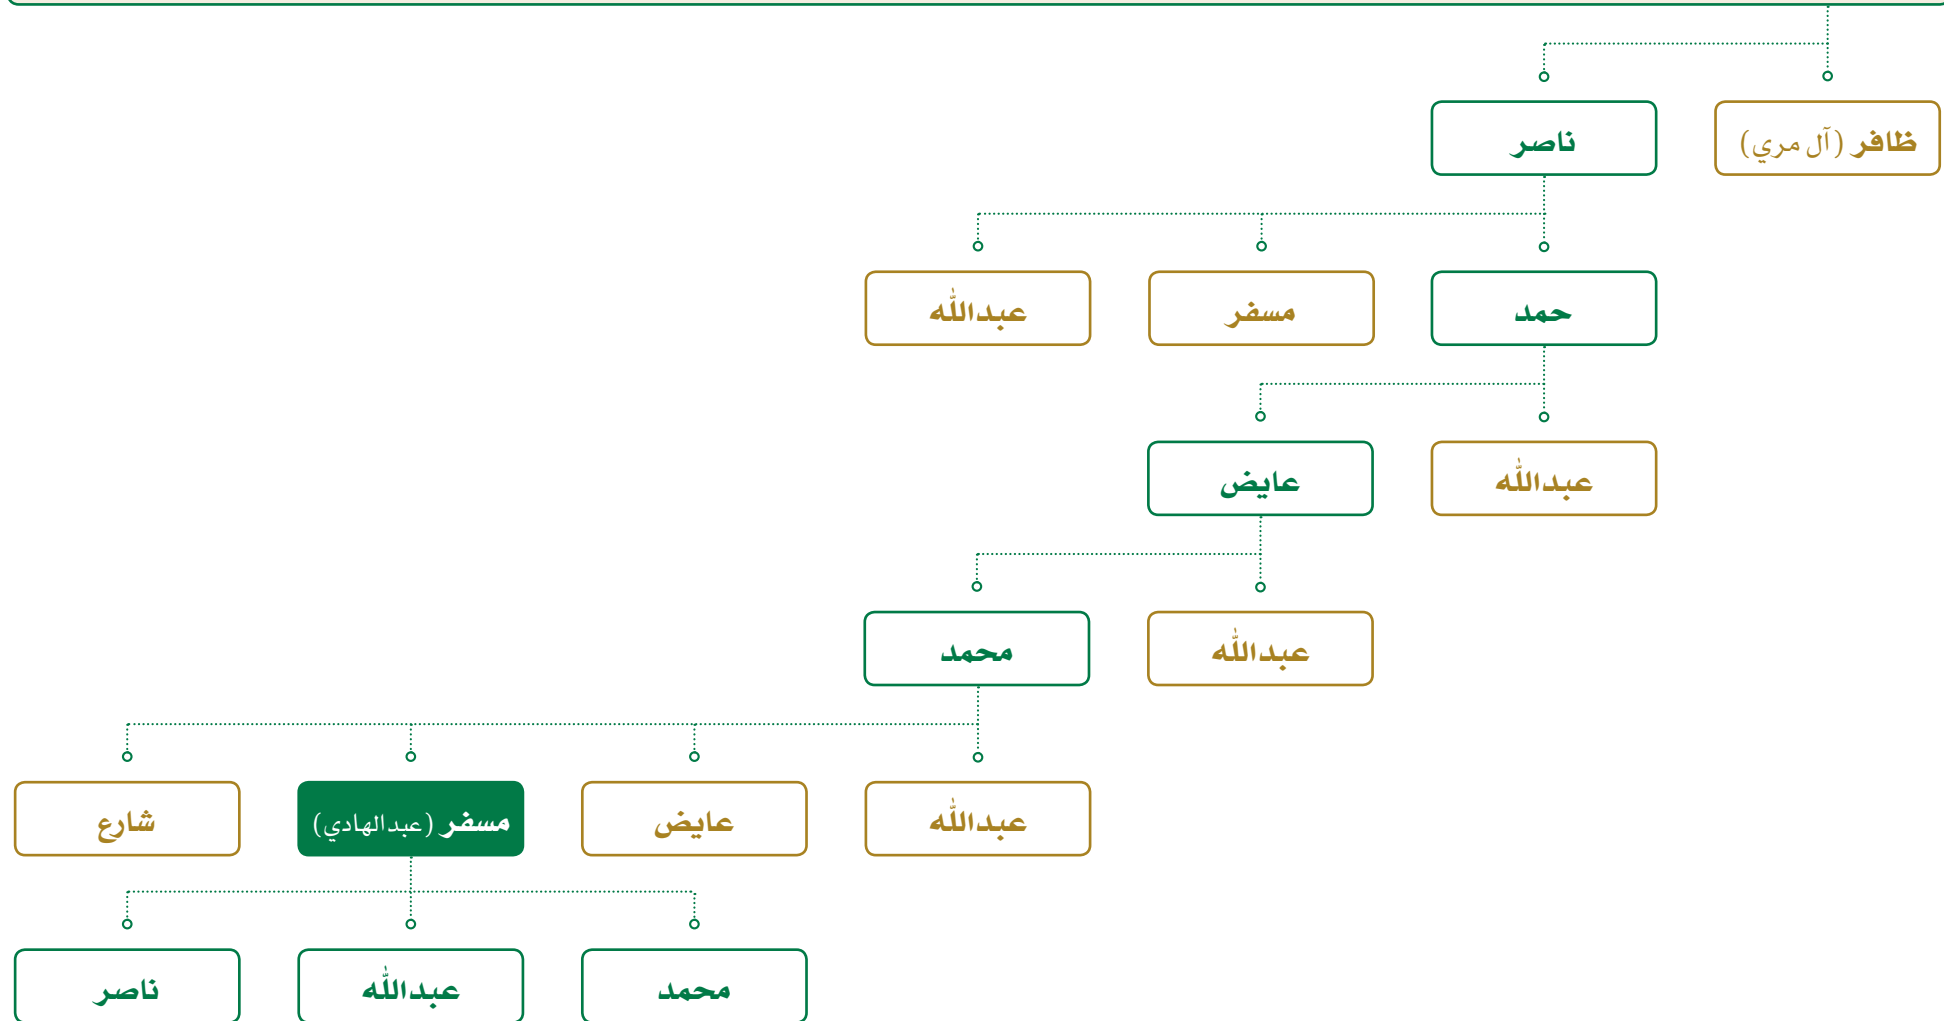 ظافر (آل مري)
ناصر
حمد
مسفر
عبدالله
عبدالله
عايض
عبدالله
محمد
عبدالله
عايض
مسفر (عبدالهادي)
شارع
محمد
عبدالله
ناصر